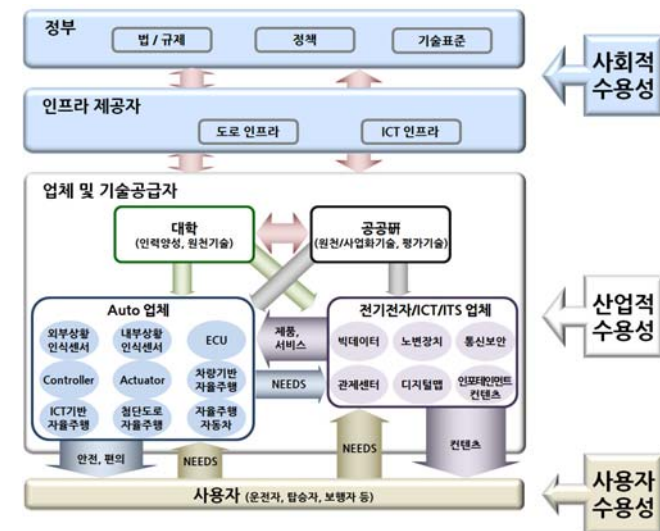 정부
법 / 규제
정책
기술표준
사회적
수용성
인프라 제공자
도로 인프라
ICT 인프라
업체 및 기술공급자
대학
(인력양성, 원천기술)
공공硏
(원천/사업화기술, 평가기술)
Auto 업체
외부상황
인식센서
내부상황
인식센서
ECU
Controller
Actuator
차량기반
자율주행
ICT기반
자율주행
첨단도로
자율주행
자율주행
자동차
제품,
서비스
NEEDS
전기전자/ICT/ITS 업체
빅데이터
노변장치
통신보안
관제센터
디지털맵
인포테인먼트
컨텐츠
산업적
수용성
안전, 편의
NEEDS
NEEDS
컨텐츠
사용자 (운전자, 탑승자, 보행자 등)
사용자
수용성